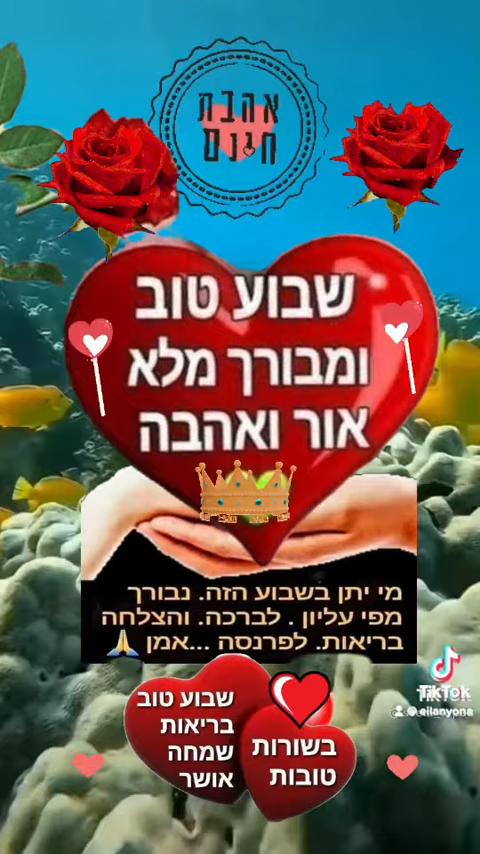 אהבת
חינם
שבוע טוב
ומבורך מלא
אור ואהבה
מי יתן בשבוע הזה. נבורך
מפי עליון . לברכה. והצלחה
בריאות. לפרנסה ...אמן 🙏
TikTok
@eilanyona
שבוע טוב
בריאות
שמחה
אושר
בשורות
טובות